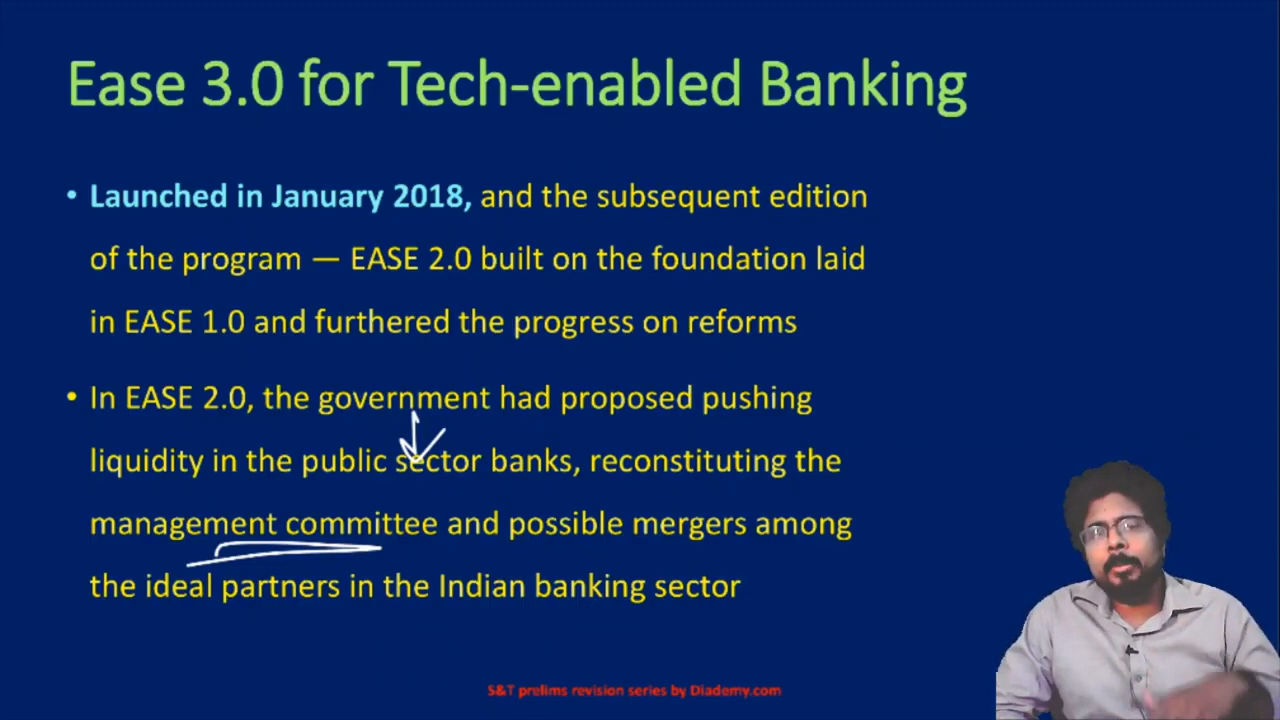 Ease 3.0 for Tech-enabled Banking
• Launched in January 2018, and the subsequent edition
of the program — EASE 2.0 built on the foundation laid
in EASE 1.0 and furthered the progress on reforms
• In EASE 2.0, the government had proposed pushing
liquidity in the public sector banks, reconstituting the
management committee and possible mergers among
the ideal partners in the Indian banking sector
S&T prelims revision series by Diademy.com